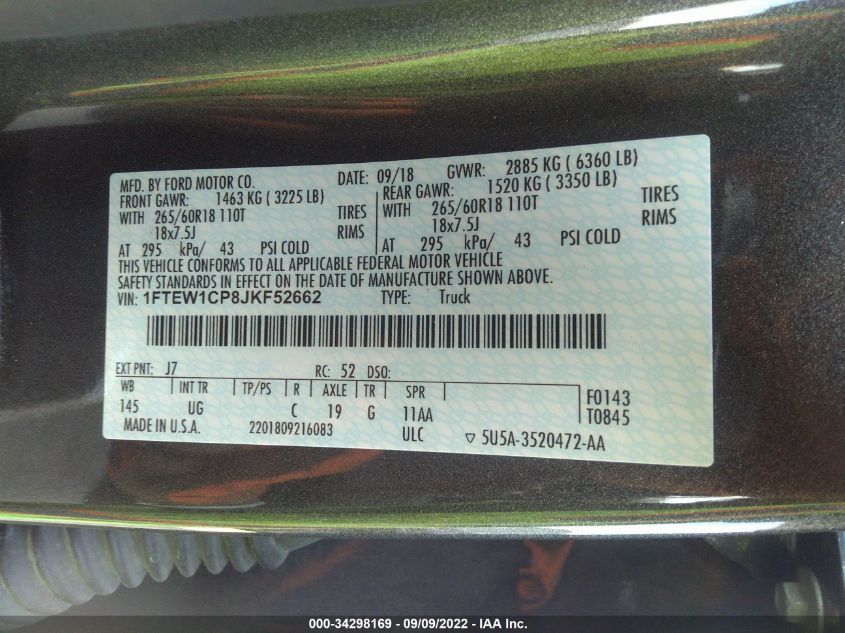 MFD. BY FORD MOTOR CO. DATE: 09/18 GVWR: 2885 KG ( 6360 LB)
FRONT GAWR: 1463 KG ( 3225 LB) REAR GAWR: 1520 KG ( 3350 LB)
WITH 265/60R18 110T TIRES WITH 265/60R18 110T TIRES
18x7.5J RIMS 18x7.5J RIMS
AT 295 kPa/ 43 PSI COLD AT 295 kPa/ 43 PSI COLD
THIS VEHICLE CONFORMS TO ALL APPLICABLE FEDERAL MOTOR VEHICLE
SAFETY STANDARDS IN EFFECT ON THE DATE OF MANUFACTURE SHOWN ABOVE.
VIN: 1FTEW1CP8JKF52662 TYPE: Truck
EXT PNT: J7 RC: 52 DSO:
WB INT TR TP/PS R AXLE TR SPR F0143
145 UG C 19 G 11AA T0845
MADE IN U.S.A. 2201809216083 ULC ▽ 5U5A-3520472-AA
000-34298169 - 09/09/2022 - © Copyright 2022 - IAA Inc.